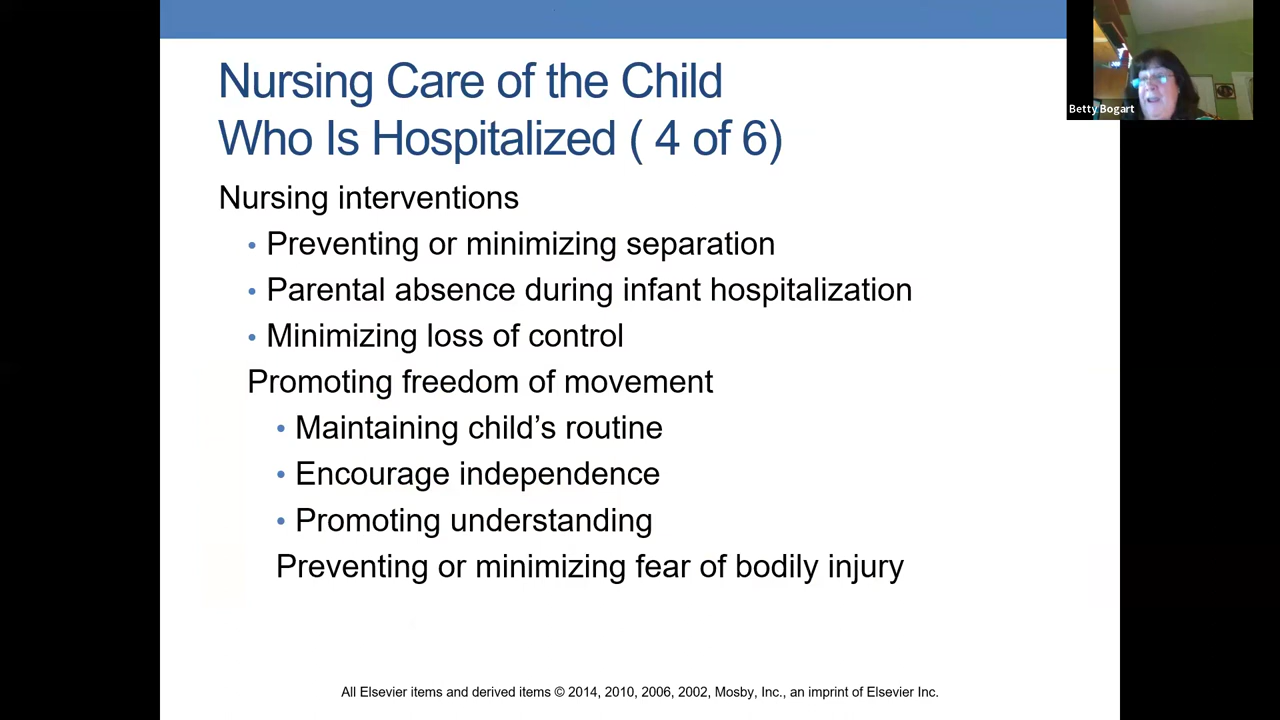 Nursing Care of the Child
Who Is Hospitalized ( 4 of 6)
Betty Bogart
Nursing interventions
• Preventing or minimizing separation
• Parental absence during infant hospitalization
• Minimizing loss of control
Promoting freedom of movement
• Maintaining child’s routine
• Encourage independence
• Promoting understanding
Preventing or minimizing fear of bodily injury
All Elsevier items and derived items © 2014, 2010, 2006, 2002, Mosby, Inc., an imprint of Elsevier Inc.